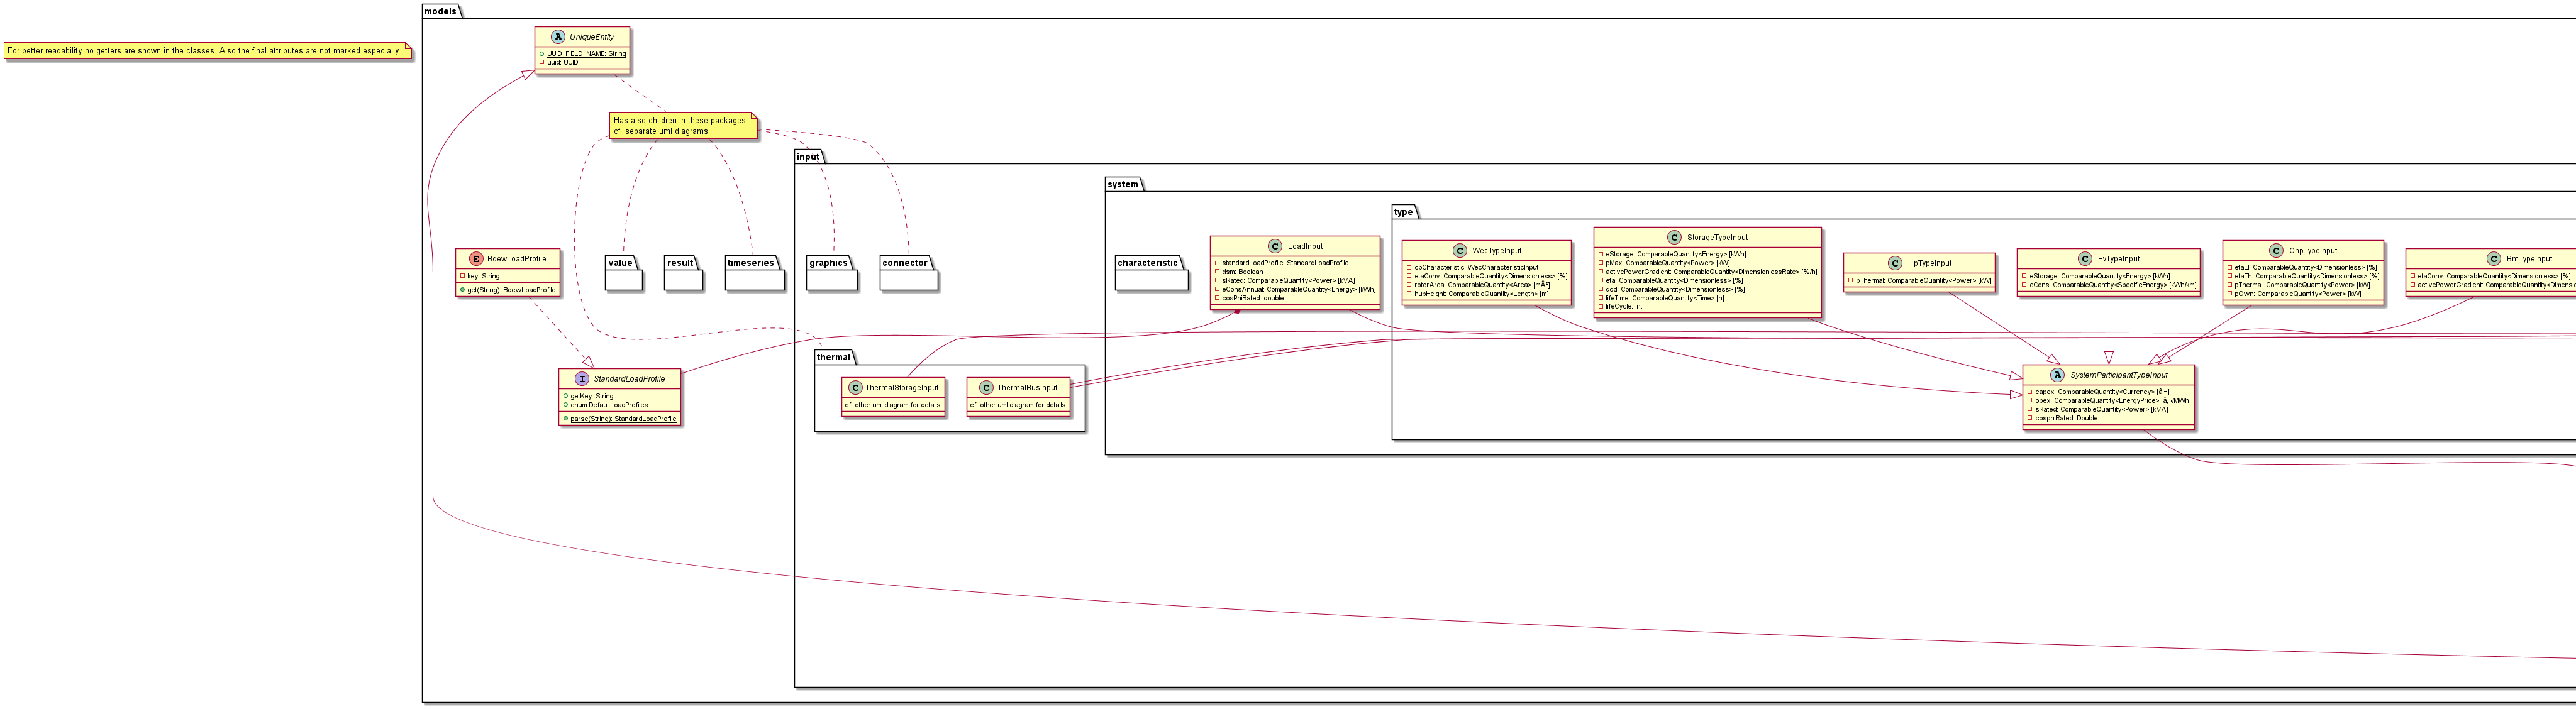 models
For better readability no getters are shown in the classes. Also the final attributes are not marked especially.
UniqueEntity
UUID_FIELD_NAME: String
uuid: UUID
Has also children in these packages.
cf. separate uml diagrams
input
system
type
BdewLoadProfile
key: String
get(String): BdewLoadProfile
value
result
timeseries
graphics
connector
characteristic
LoadInput
standardLoadProfile: StandardLoadProfile
dsm: Boolean
sRated: ComparableQuantity<Power> [kVA]
eConsAnnual: ComparableQuantity<Energy> [kWh]
cosPhiRated: double
WecTypeInput
cpCharacteristic: WecCharacteristicInput
etaConv: ComparableQuantity<Dimensionless> [%]
rotorArea: ComparableQuantity<Area> [mÂ²]
hubHeight: ComparableQuantity<Length> [m]
StorageTypeInput
eStorage: ComparableQuantity<Energy> [kWh]
pMax: ComparableQuantity<Power> [kW]
activePowerGradient: ComparableQuantity<DimensionlessRate> [%/h]
eta: ComparableQuantity<Dimensionless> [%]
dod: ComparableQuantity<Dimensionless> [%]
lifeTime: ComparableQuantity<Time> [h]
lifeCycle: int
HpTypeInput
pThermal: ComparableQuantity<Power> [kW]
EvTypeInput
eStorage: ComparableQuantity<Energy> [kWh]
eCons: ComparableQuantity<SpecificEnergy> [kWh/km]
ChpTypeInput
etaEl: ComparableQuantity<Dimensionless> [%]
etaTh: ComparableQuantity<Dimensionless> [%]
pThermal: ComparableQuantity<Power> [kW]
pOwn: ComparableQuantity<Power> [kW]
BmTypeInput
etaConv: ComparableQuantity<Dimensionless> [%]
activePowerGradient: ComparableQuantity<Dimensi
thermal
StandardLoadProfile
getKey: String
enum DefaultLoadProfiles
parse(String): StandardLoadProfile
ThermalStorageInput
cf. other uml diagram for details
ThermalBusInput
cf. other uml diagram for details
SystemParticipantTypeInput
capex: ComparableQuantity<Currency> [â‚¬]
opex: ComparableQuantity<EnergyPrice> [â‚¬/MWh]
sRated: ComparableQuantity<Power> [kVA]
cosphiRated: Double